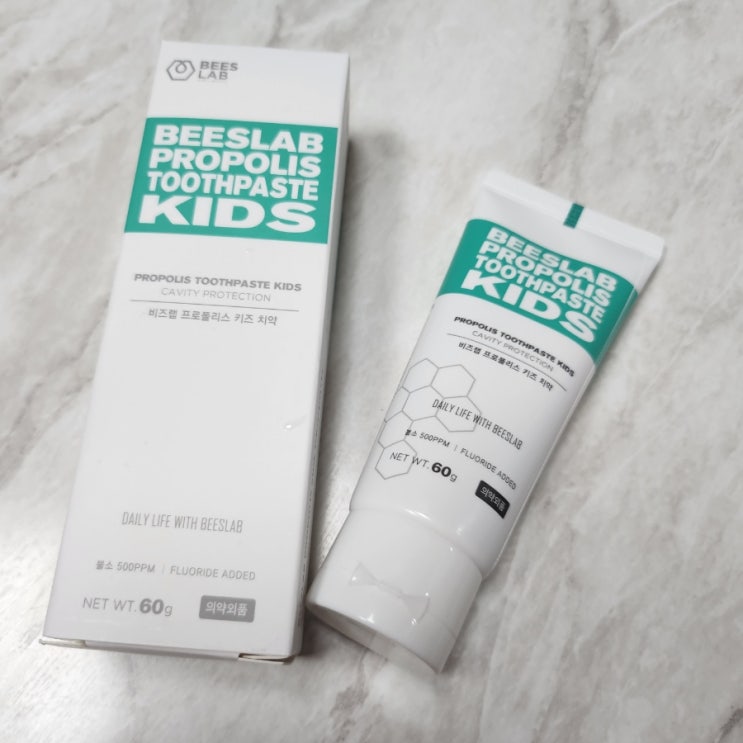 BEES
LAB
BEESLAB
PROPOLIS
TOOTHPASTE
KIDS
PROPOLIS TOOTHPASTE KIDS
CAVITY PROTECTION
비즈랩 프로폴리스 키즈 치약
DAILY LIFE WITH BEESLAB
불소 500PPM | FLUORIDE ADDED
NET WT. 60g
의약외품
BEESLAB
PROPOLIS
TOOTHPASTE
KIDS
PROPOLIS TOOTHPASTE KIDS
CAVITY PROTECTION
비즈랩 프로폴리스 키즈 치약
DAILY LIFE WITH BEESLAB
불소 500PPM | FLUORIDE ADDED
NET WT. 60g
의약외품